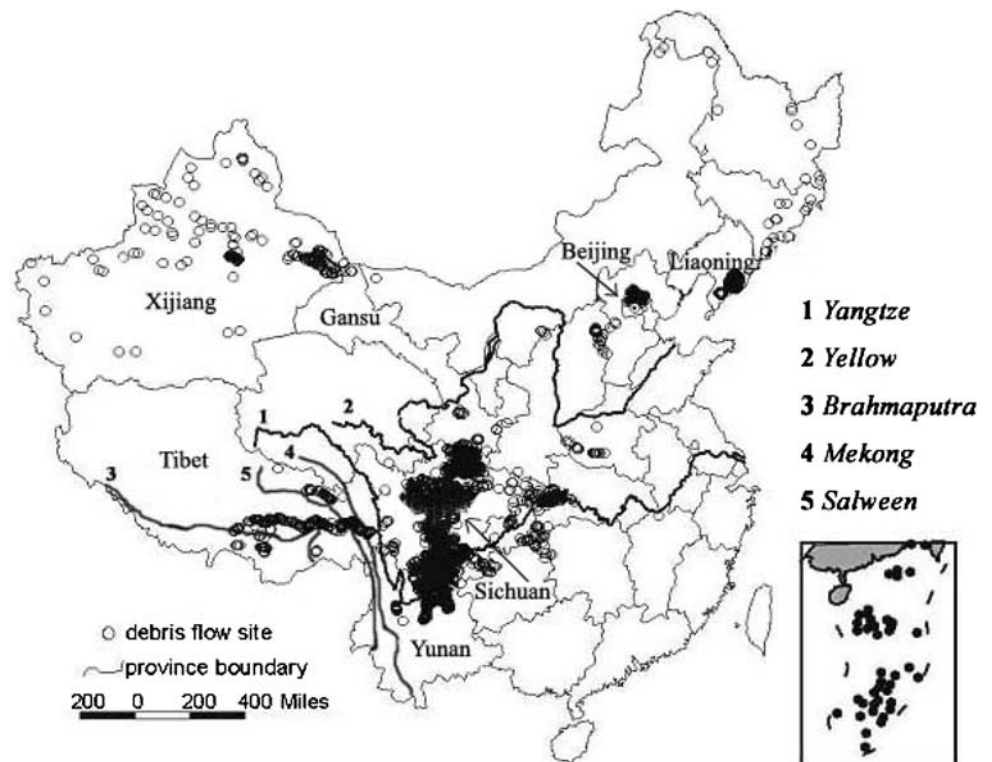 Beijing
Liaoning
Xijiang
Gansu
1 Yangtze
2 Yellow
3 Brahmaputra
4 Mekong
5 Salween
1
2
3
4
5
Tibet
Sichuan
Yunan
debris flow site
province boundary
200 0 200 400 Miles